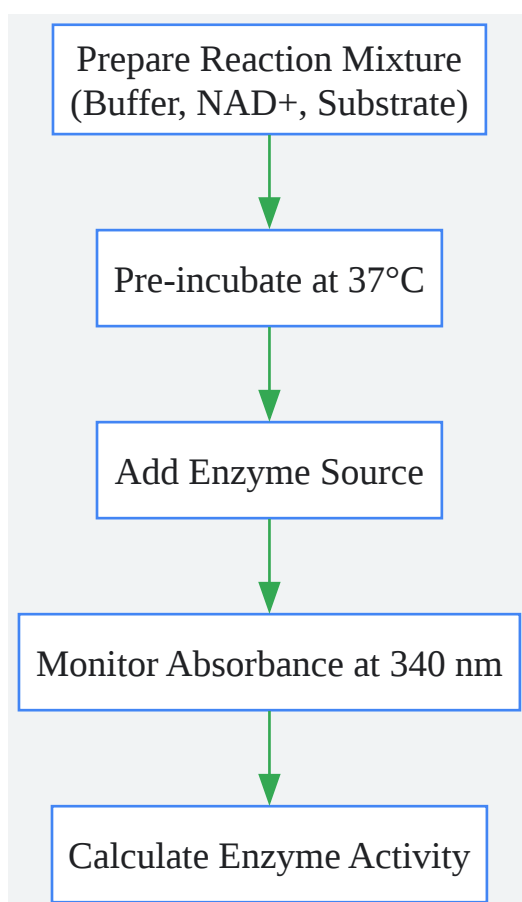 Prepare Reaction Mixture
(Buffer, NAD+, Substrate)
Pre-incubate at 37°C
Add Enzyme Source
Monitor Absorbance at 340 nm
Calculate Enzyme Activity